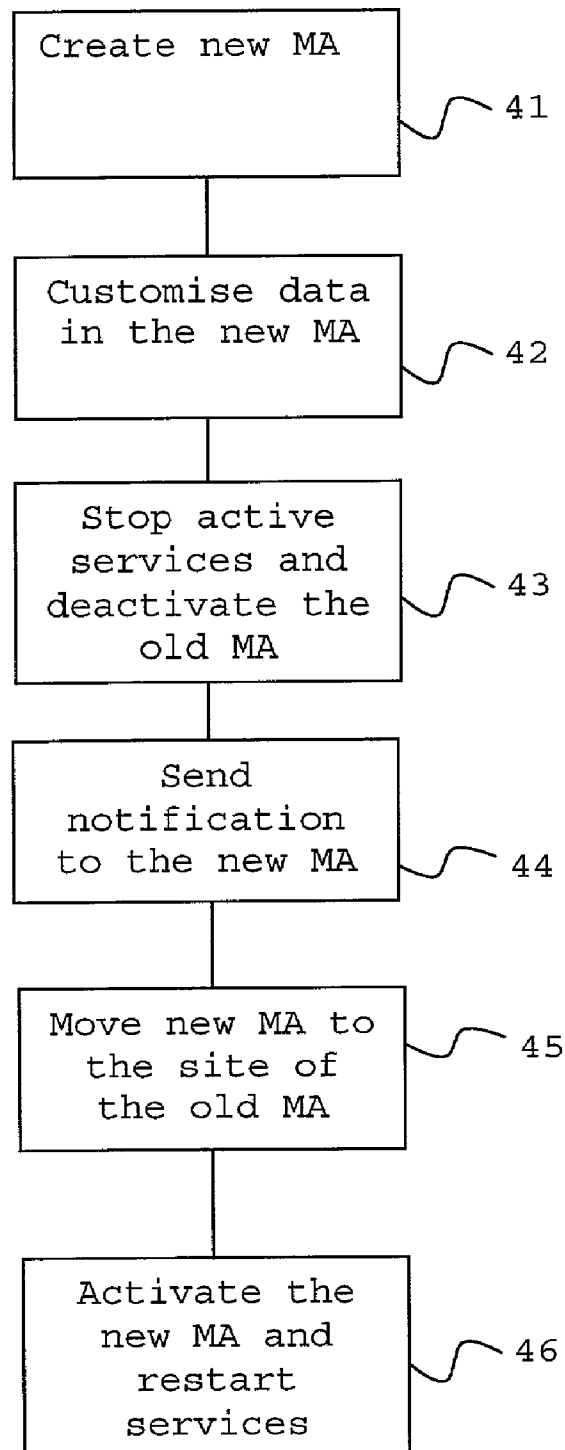 Create new MA
41
Customise data
in the new MA
42
Stop active
services and
deactivate the
old MA
43
Send
notification
to the new MA
44
Move new MA to
the site of
the old MA
45
Activate the
new MA and
restart
services
46